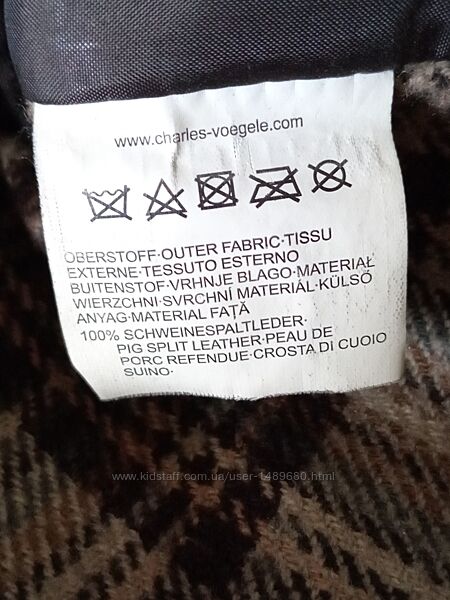 www.charles-voegele.com
OBERSTOFF·OUTER FABRIC·TISSU
EXTERNE·TESSUTO ESTERNO
BUITENSTOF·VRHNJE BLAGO·MATERIAŁ
WIERZCHNI·SVRCHNÍ MATERIÁL·KÜLSŐ
ANYAG·MATERIAL FAŢĂ
100% SCHWEINESPALTLEDER·
PIG SPLIT LEATHER·PEAU DE
PORC REFENDUE·CROSTA DI CUOIO
SUINO·
www.kidstaff.com.ua/user-1489680.html